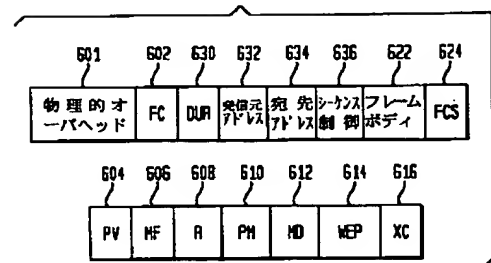 601 602 630 632 634 636 622 624
物理的オーバヘッド FC DUR 発信元アドレス 宛先アドレス シーケンス制御 フレームボディ FCS
604 606 608 610 612 614 616
PV MF R PM MD WEP XC